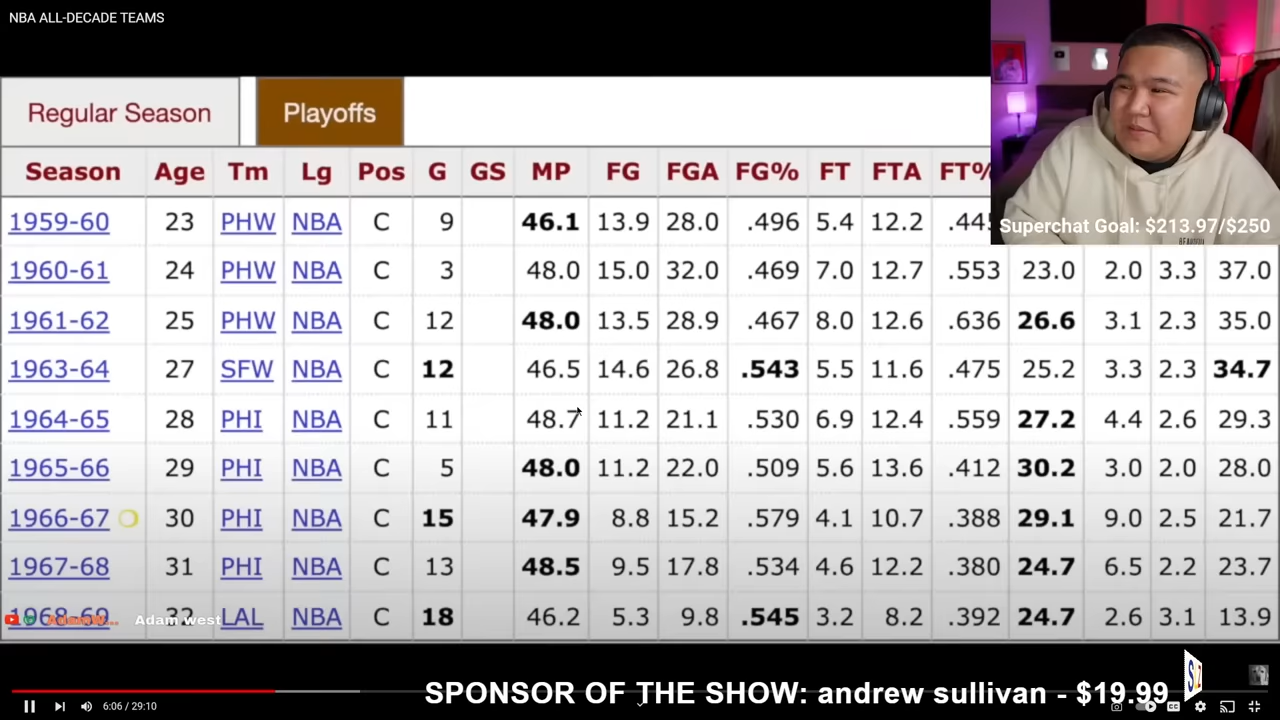 NBA ALL-DECADE TEAMS
Regular Season Playoffs
Season Age Tm Lg Pos G GS MP FG FGA FG% FT FTA FT%
1959-60 23 PHW NBA C 9 46.1 13.9 28.0 .496 5.4 12.2
Superchat Goal: $213.97/$250
1960-61 24 PHW NBA C 3 48.0 15.0 32.0 .469 7.0 12.7 .553 23.0 2.0 3.3 37.0
1961-62 25 PHW NBA C 12 48.0 13.5 28.9 .467 8.0 12.6 .636 26.6 3.1 2.3 35.0
1963-64 27 SFW NBA C 12 46.5 14.6 26.8 .543 5.5 11.6 .475 25.2 3.3 2.3 34.7
1964-65 28 PHI NBA C 11 48.7 11.2 21.1 .530 6.9 12.4 .559 27.2 4.4 2.6 29.3
1965-66 29 PHI NBA C 5 48.0 11.2 22.0 .509 5.6 13.6 .412 30.2 3.0 2.0 28.0
1966-67 30 PHI NBA C 15 47.9 8.8 15.2 .579 4.1 10.7 .388 29.1 9.0 2.5 21.7
1967-68 31 PHI NBA C 13 48.5 9.5 17.8 .534 4.6 12.2 .380 24.7 6.5 2.2 23.7
1968-69 32 LAL NBA C 18 46.2 5.3 9.8 .545 3.2 8.2 .392 24.7 2.6 3.1 13.9
Adam west
SPONSOR OF THE SHOW: andrew sullivan - $19.99
6:06 / 29:10